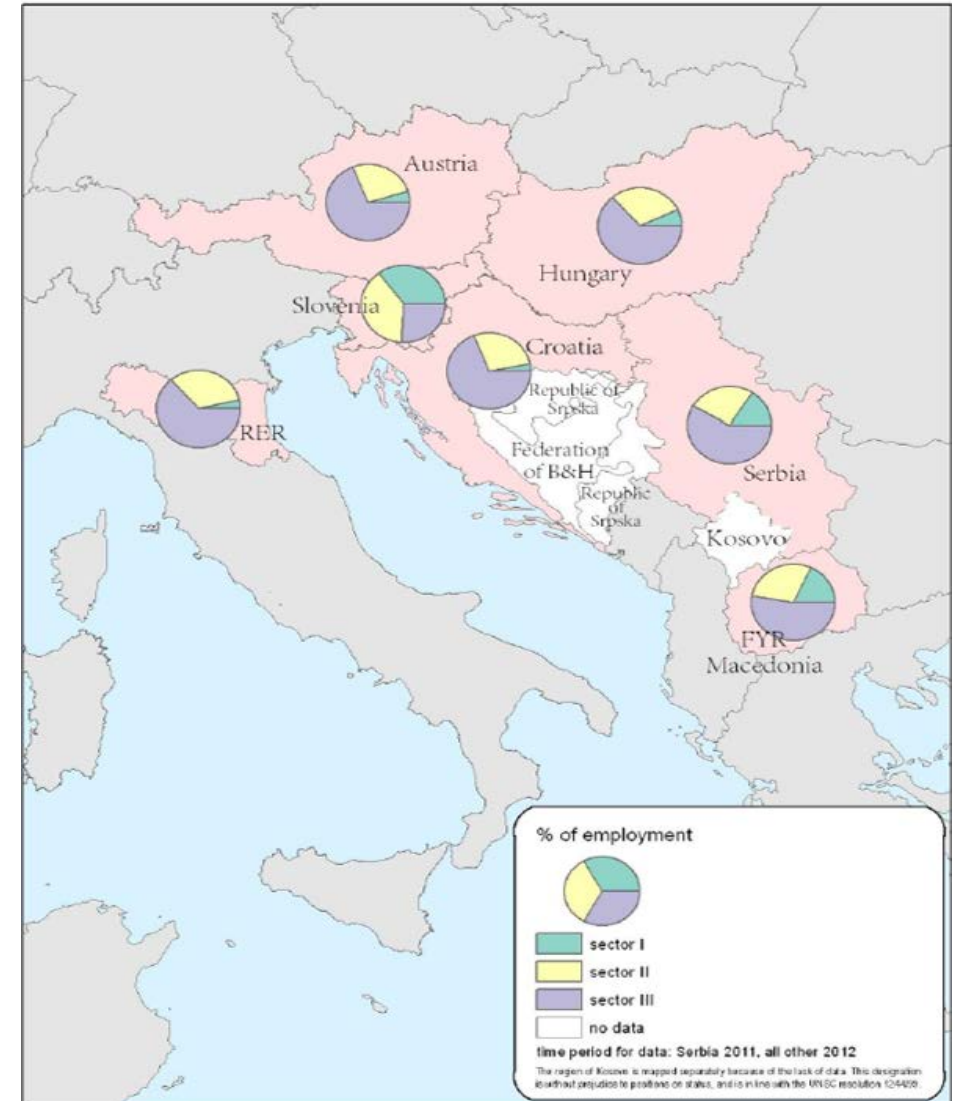 Austria
Hungary
Slovenia
Croatia
Republic of
Srpska
RER
Federation
of B&H
Serbia
Republic
of
Srpska
Kosovo
FYR
Macedonia
% of employment
sector I
sector II
sector III
no data
time period for data: Serbia 2011, all other 2012
The region of Kosovo is mapped separately because of the lack of data. This designation
is without prejudice to positions on status, and is in line with the UNSC resolution